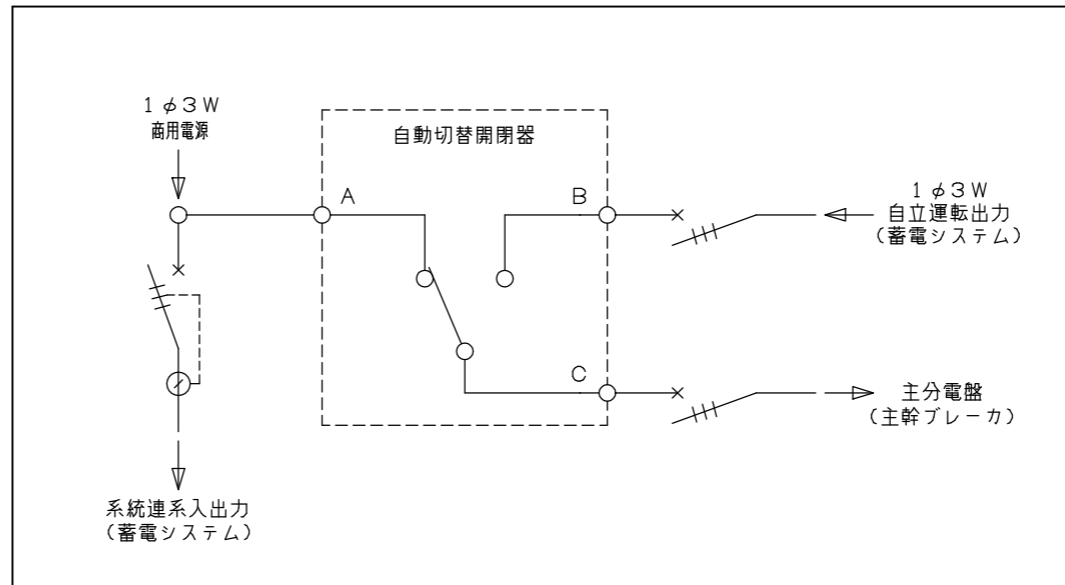 1φ3W
商用電源
自動切替開閉器
A
B
1φ3W
自立運転出力
(蓄電システム)
C
主分電盤
(主幹ブレーカ)
系統連系入出力
(蓄電システム)